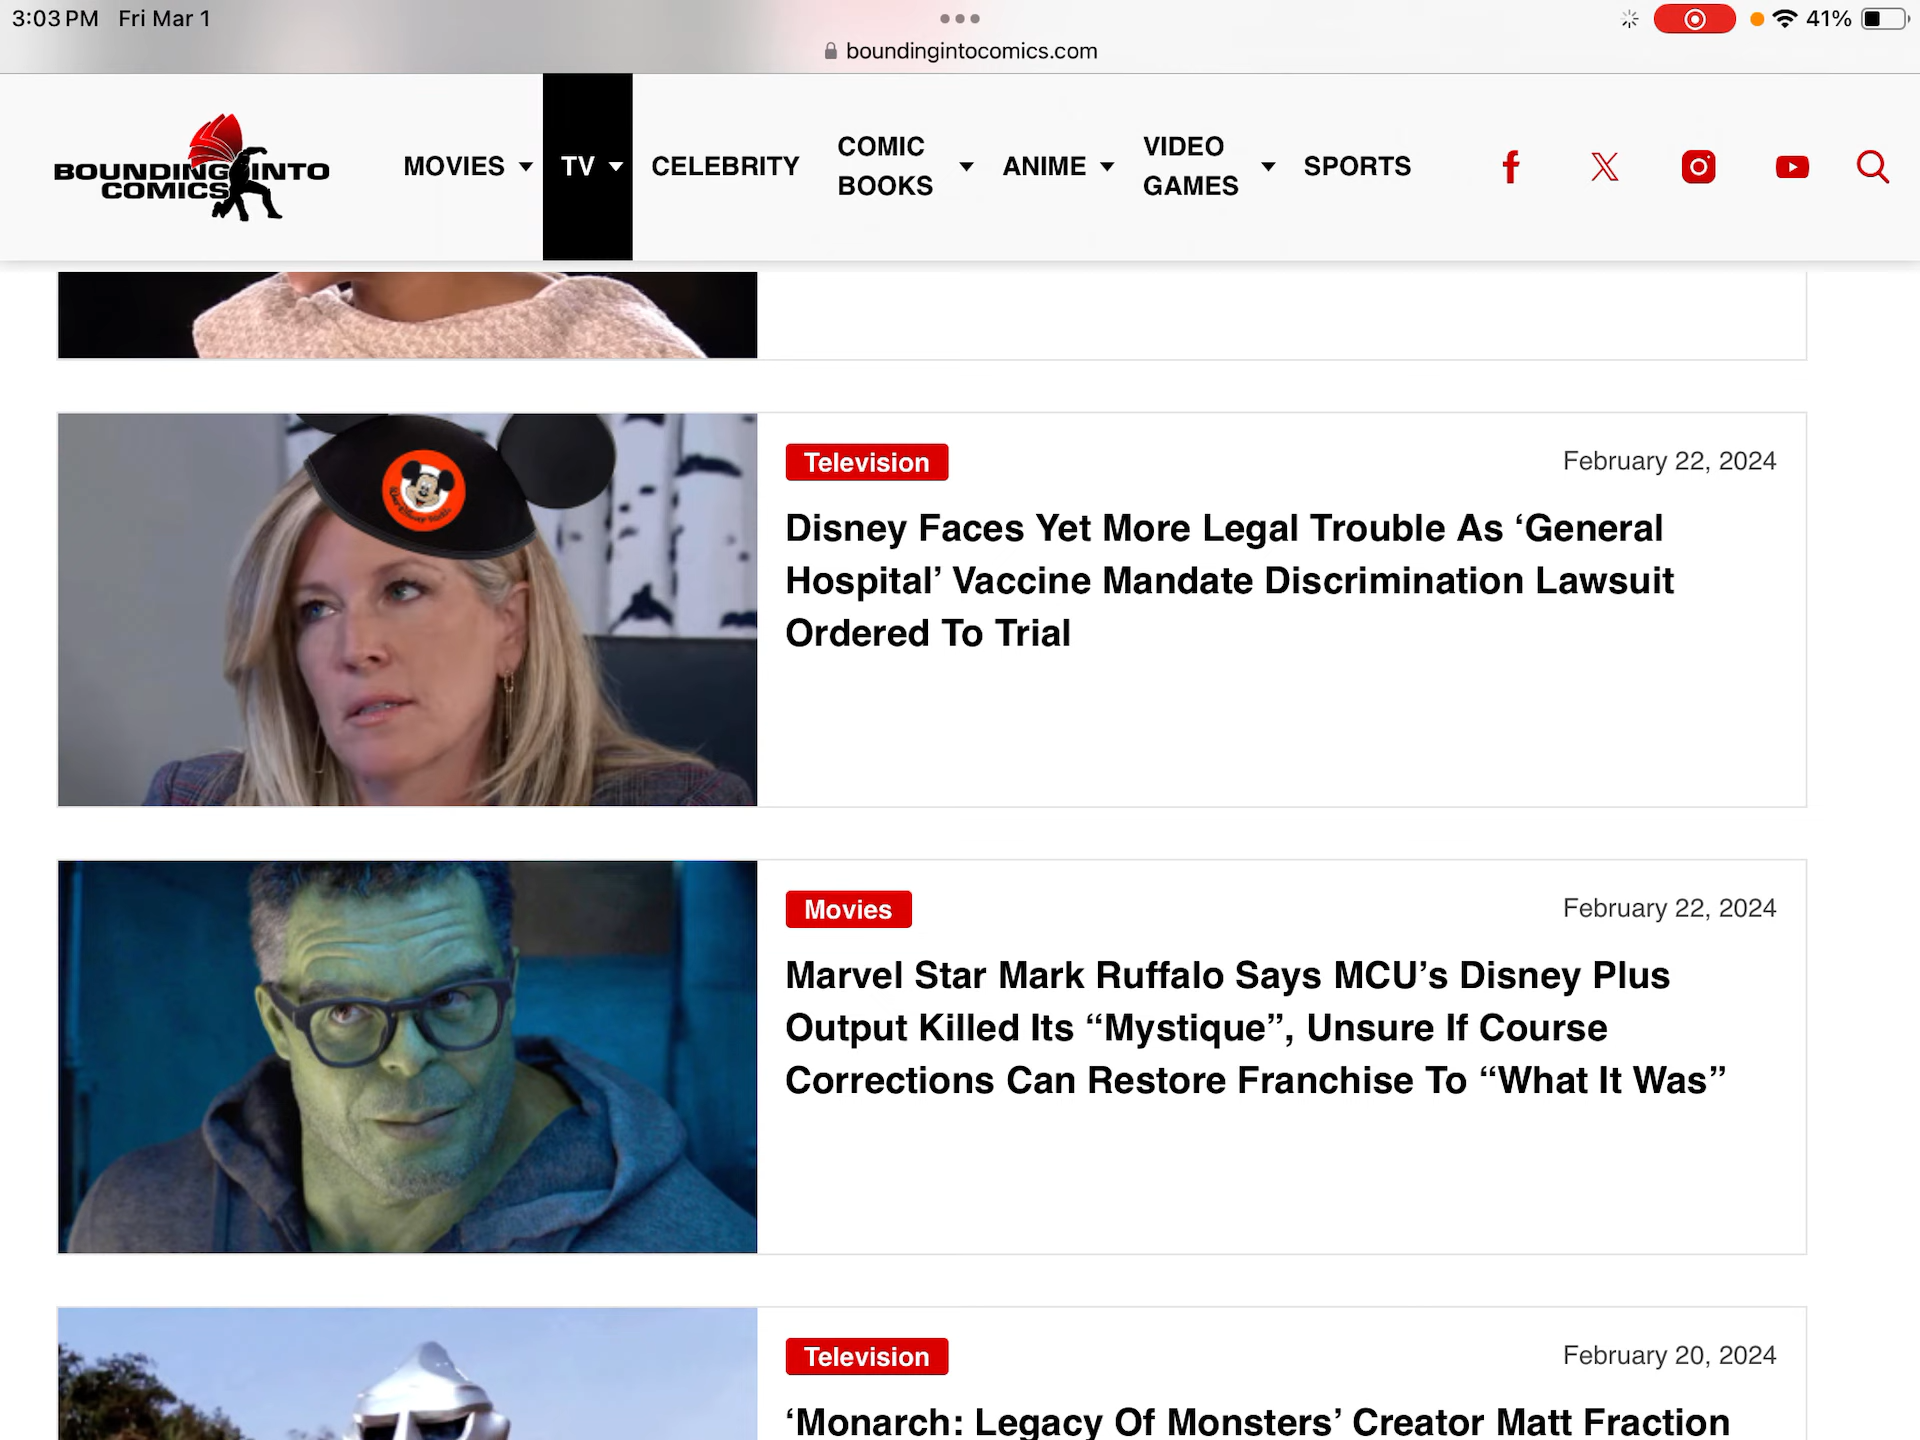 3:03 PM Fri Mar 1
41%
boundingintocomics.com
BOUNDING INTO
COMICS
MOVIES
TV
CELEBRITY
COMIC
BOOKS
ANIME
VIDEO
GAMES
SPORTS
Television
February 22, 2024
Disney Faces Yet More Legal Trouble As ‘General
Hospital’ Vaccine Mandate Discrimination Lawsuit
Ordered To Trial
Movies
February 22, 2024
Marvel Star Mark Ruffalo Says MCU’s Disney Plus
Output Killed Its “Mystique”, Unsure If Course
Corrections Can Restore Franchise To “What It Was”
Television
February 20, 2024
‘Monarch: Legacy Of Monsters’ Creator Matt Fraction